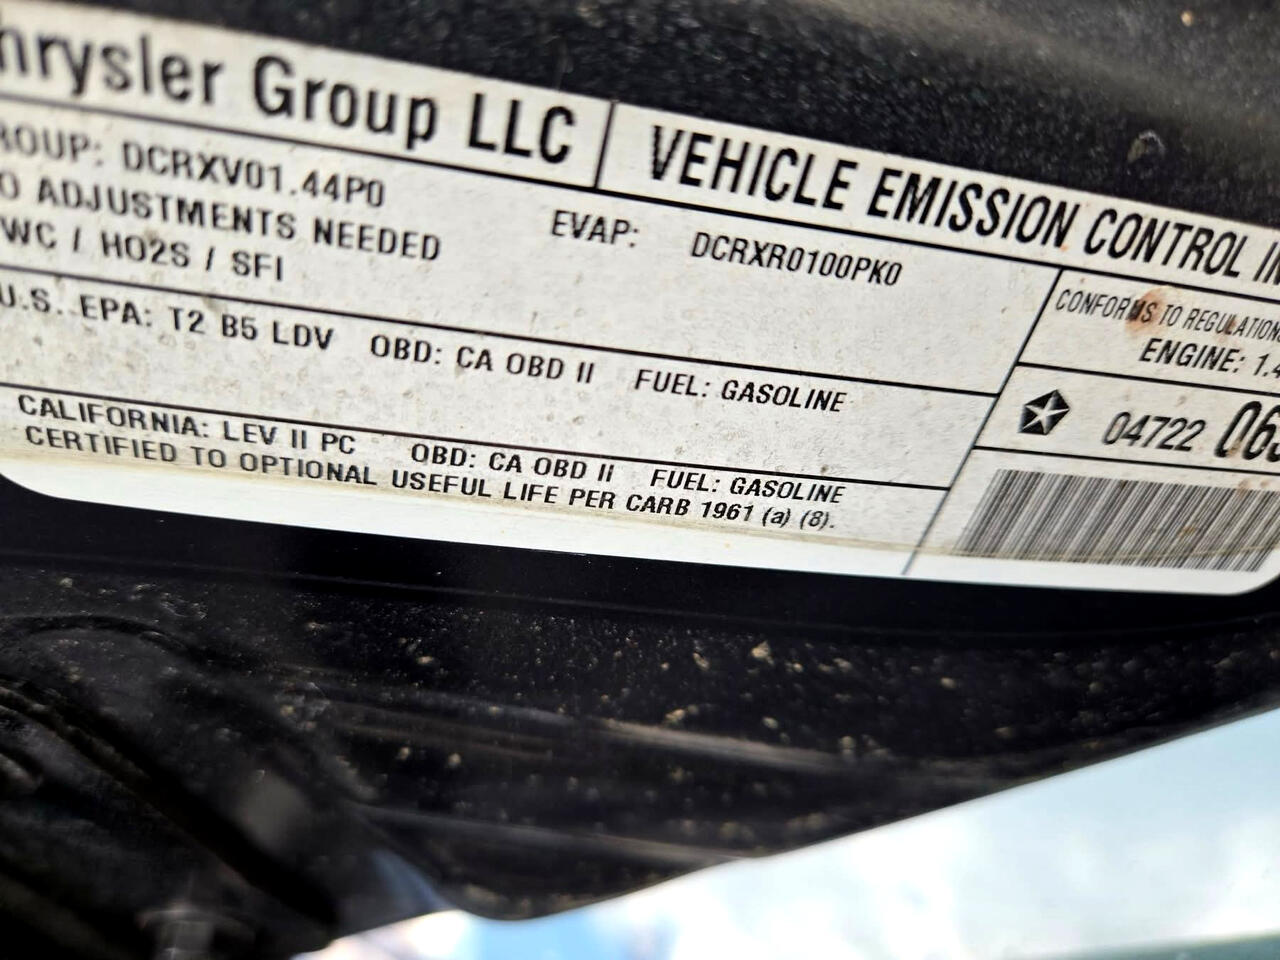 hrysler Group LLC
VEHICLE EMISSION CONTROL IN
ROUP: DCRXV01.44P0
EVAP: DCRXR0100PK0
O ADJUSTMENTS NEEDED
WC / HO2S / SFI
CONFORMS TO REGULATIONS
ENGINE: 1.4
U.S. EPA: T2 B5 LDV OBD: CA OBD II FUEL: GASOLINE
04722 06
CALIFORNIA: LEV II PC OBD: CA OBD II FUEL: GASOLINE
CERTIFIED TO OPTIONAL USEFUL LIFE PER CARB 1961 (a) (8).